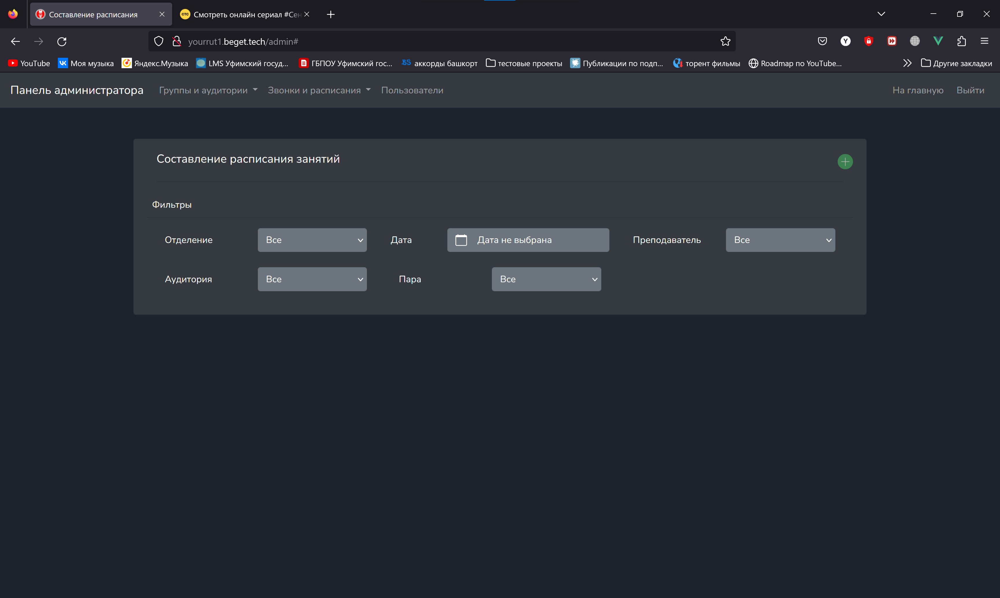 Составление расписания
СТС Смотреть онлайн сериал #Сен
yourrut1.beget.tech/admin#
YouTube
Моя музыка
Яндекс.Музыка
LMS Уфимский госуд...
ГБПОУ Уфимский гос...
аккорды башкорт
тестовые проекты
Публикации по подп...
торент фильмы
Roadmap по YouTube...
Другие закладки
Панель администратора
Группы и аудитории
Звонки и расписания
Пользователи
На главную
Выйти
Составление расписания занятий
Фильтры
Отделение
Все
Дата
Дата не выбрана
Преподаватель
Все
Аудитория
Все
Пара
Все